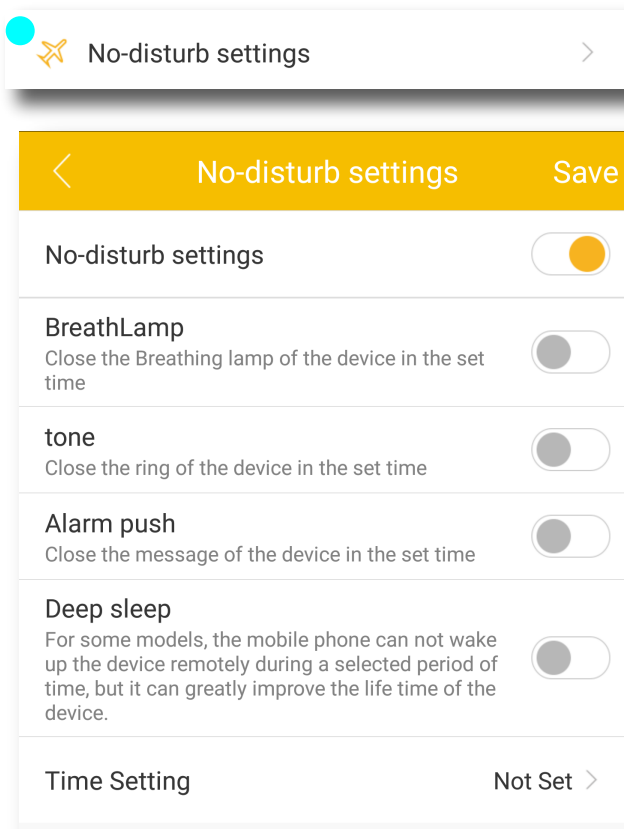 No-disturb settings
No-disturb settings
Save
No-disturb settings
BreathLamp
Close the Breathing lamp of the device in the set
time
tone
Close the ring of the device in the set time
Alarm push
Close the message of the device in the set time
Deep sleep
For some models, the mobile phone can not wake
up the device remotely during a selected period of
time, but it can greatly improve the life time of the
device.
Time Setting
Not Set